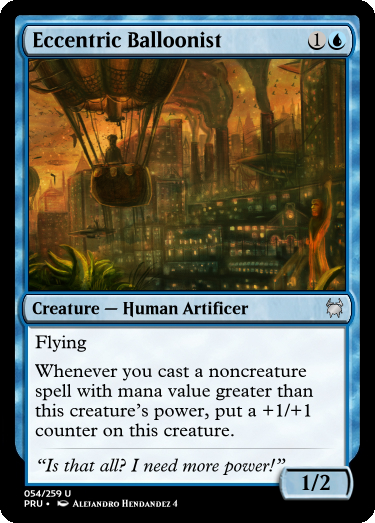 Eccentric Balloonist 1
Creature — Human Artificer
Flying
Whenever you cast a noncreature
spell with mana value greater than
this creature's power, put a +1/+1
counter on this creature.
“Is that all? I need more power!”
1/2
054/259 U
PRU • Alejandro Hendandez 4